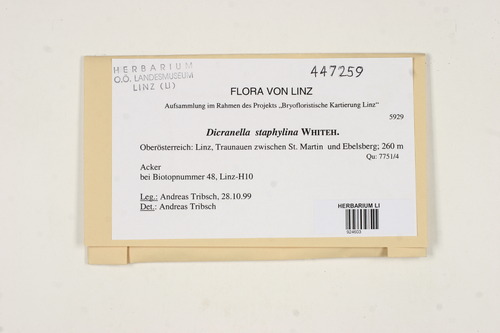 HERBARIUM
O.Ö. LANDESMUSEUM
LINZ (U)
447259
FLORA VON LINZ
Aufsammlung im Rahmen des Projekts „Bryofloristische Kartierung Linz"
5929
Dicranella staphylina WHITEH.
Oberösterreich: Linz, Traunauen zwischen St. Martin und Ebelsberg; 260 m
Qu: 7751/4
Acker
bei Biotopnummer 48, Linz-H10
Leg.: Andreas Tribsch, 28.10.99
Det.: Andreas Tribsch
HERBARIUM LI